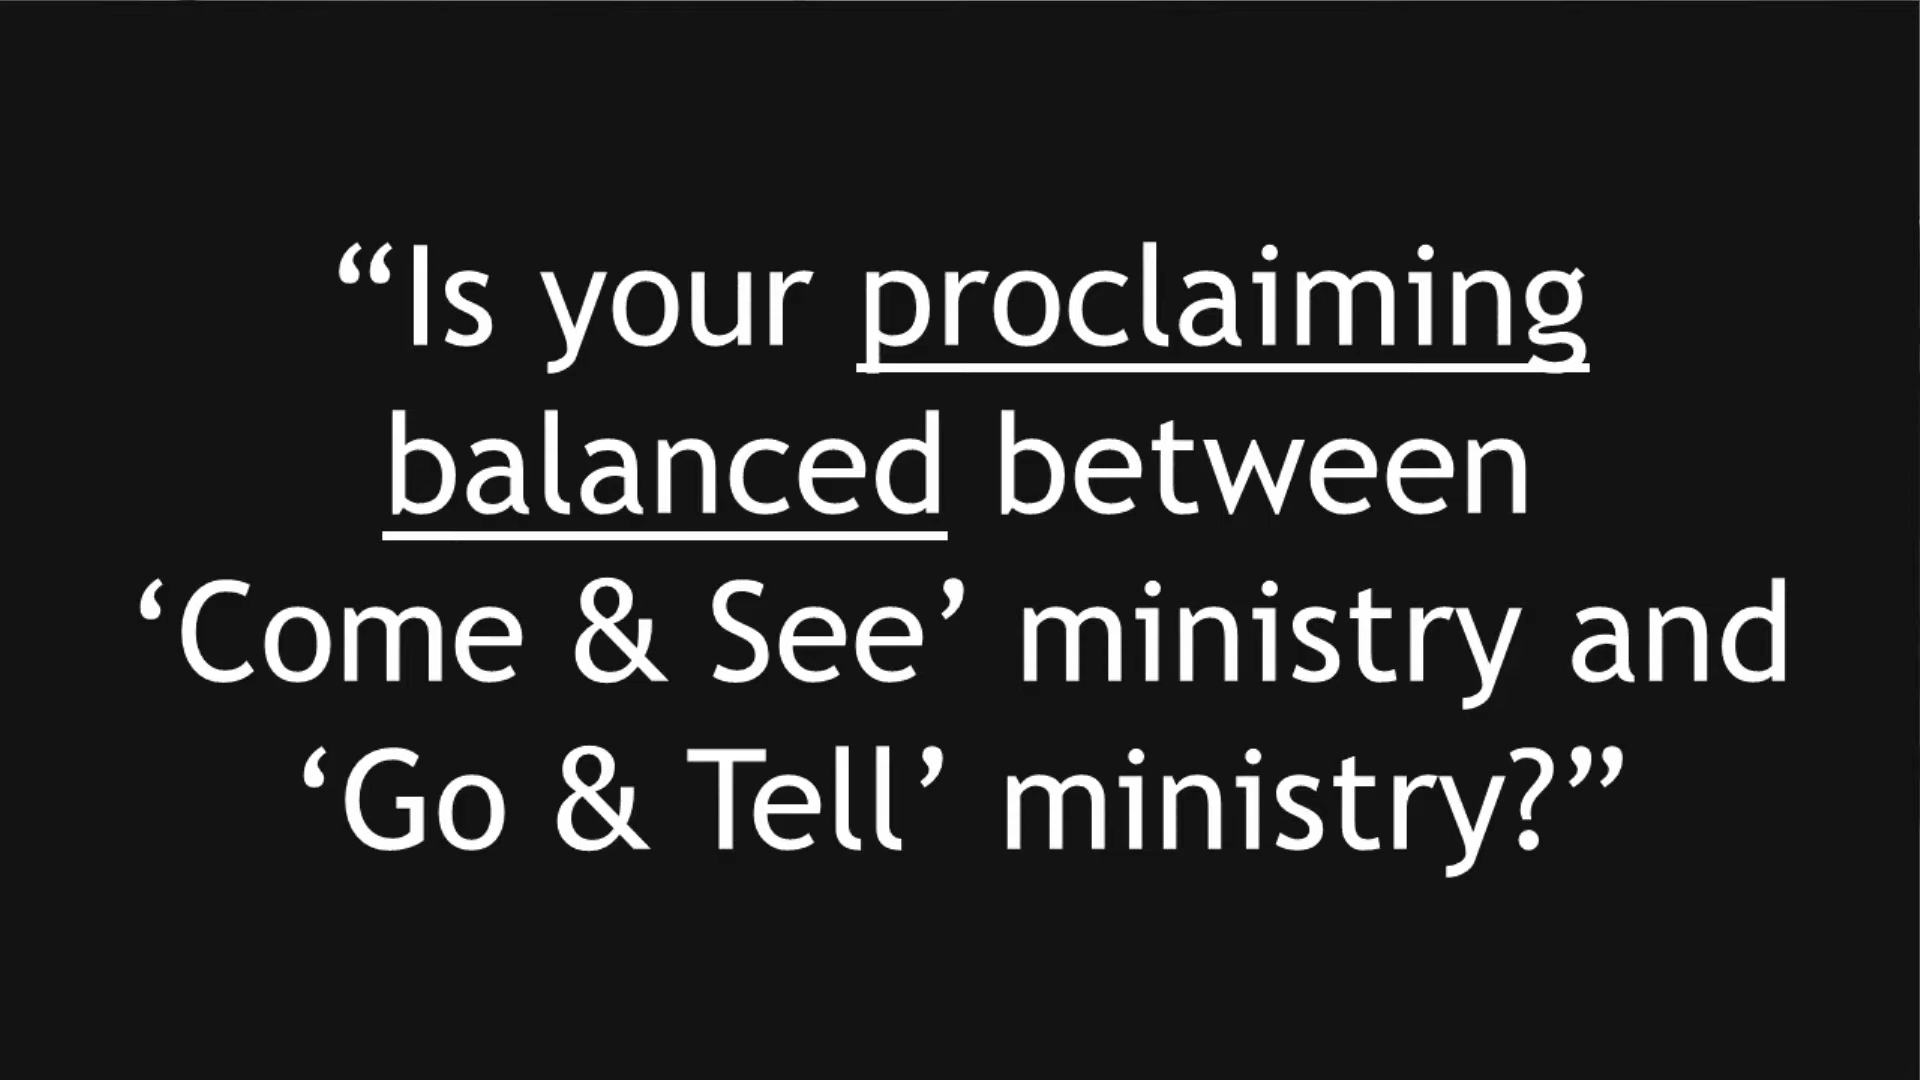 “Is your proclaiming
balanced between
‘Come & See’ ministry and
‘Go & Tell’ ministry?”